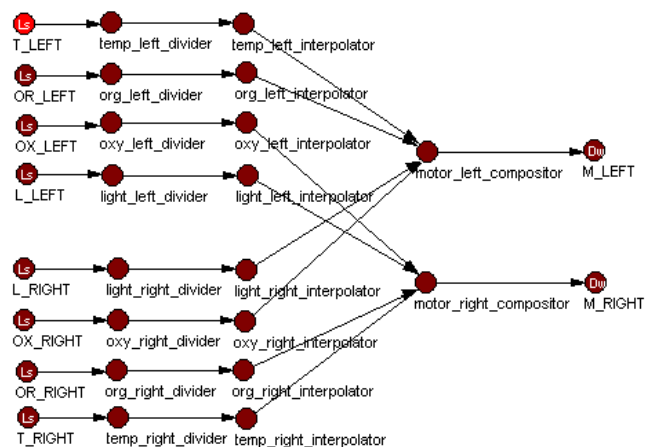 Ls
T_LEFT
temp_left_divider
temp_left_interpolator
Ls
OR_LEFT
org_left_divider
org_left_interpolator
Ls
OX_LEFT
oxy_left_divider
oxy_left_interpolator
motor_left_compositor
Dw
M_LEFT
Ls
L_LEFT
light_left_divider
light_left_interpolator
Ls
L_RIGHT
light_right_divider
light_right_interpolator
motor_right_compositor
Dw
M_RIGHT
Ls
OX_RIGHT
oxy_right_divider
oxy_right_interpolator
Ls
OR_RIGHT
org_right_divider
org_right_interpolator
Ls
T_RIGHT
temp_right_divider
temp_right_interpolator